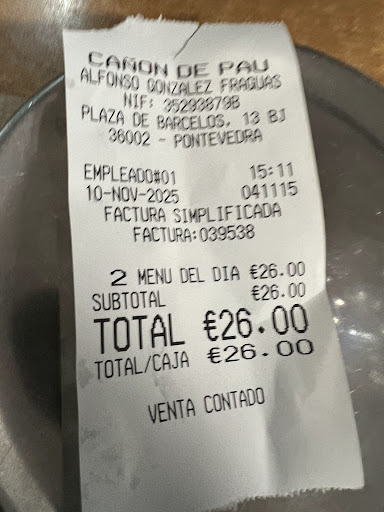 CAÑON DE PAU
ALFONSO GONZALEZ FRAGUAS
NIF: 35293879B
PLAZA DE BARCELOS, 13 BJ
36002 - PONTEVEDRA
EMPLEADO#01 15:11
10-NOV-2025 041115
FACTURA SIMPLIFICADA
FACTURA:039538
2 MENU DEL DIA €26.00
SUBTOTAL €26.00
TOTAL €26.00
TOTAL/CAJA €26.00
VENTA CONTADO